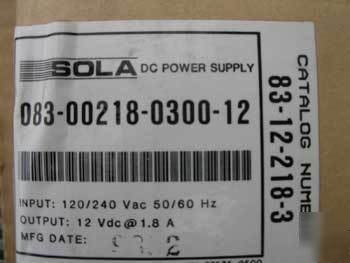 SOLA DC POWER SUPPLY
083-00218-0300-12
INPUT: 120/240 Vac 50/60 Hz
OUTPUT: 12 Vdc @ 1.8 A
MFG DATE:
CATALOG NUMB
83-12-218-3